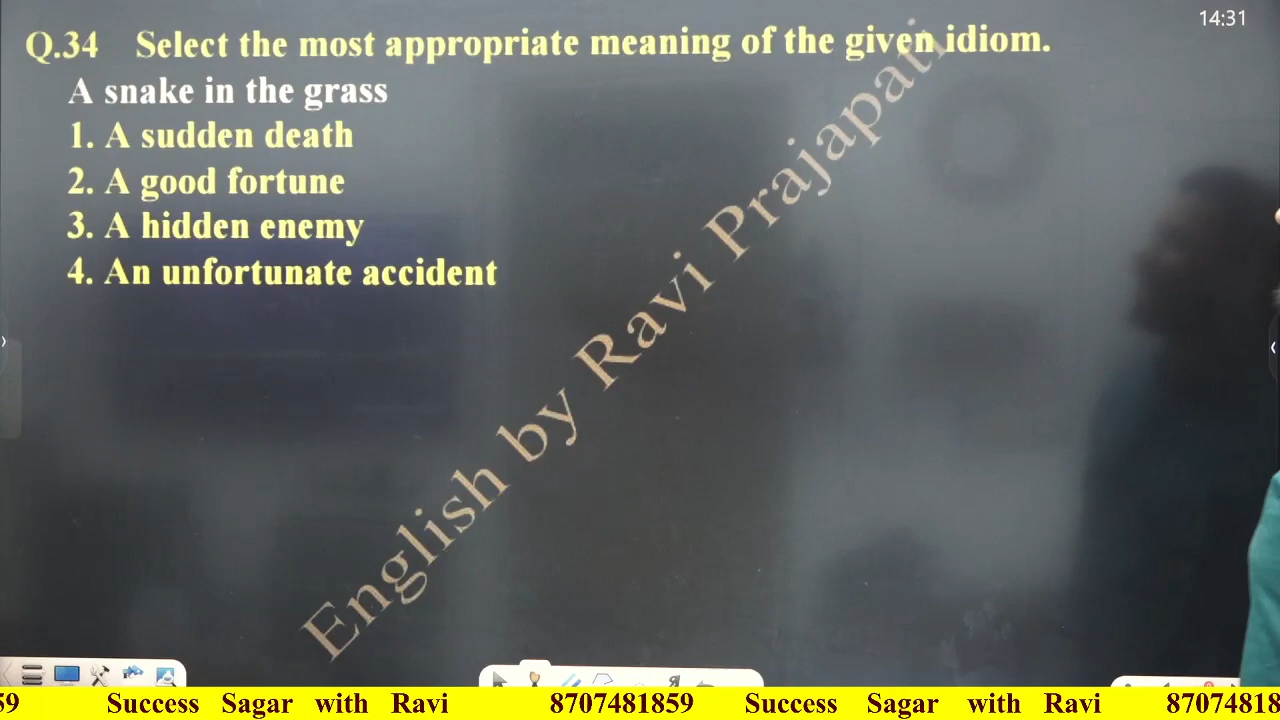 14:31
Q.34 Select the most appropriate meaning of the given idiom.
A snake in the grass
1. A sudden death
2. A good fortune
3. A hidden enemy
4. An unfortunate accident
English by Ravi Prajapati
59 Success Sagar with Ravi 8707481859 Success Sagar with Ravi 87074818